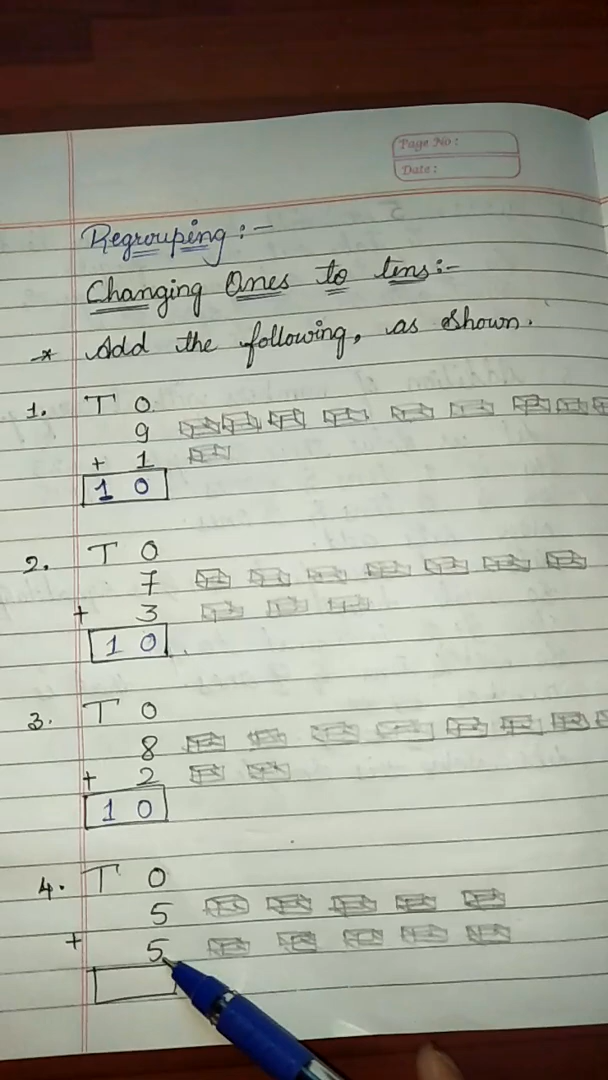 Page No :
Date :
Regrouping :-
Changing Ones to tens:-
* Add the following, as shown.
1. T O
9
+ 1
1 0
2. T O
7
+ 3
1 0
3. T O
8
+ 2
1 0
4. T O
5
+ 5